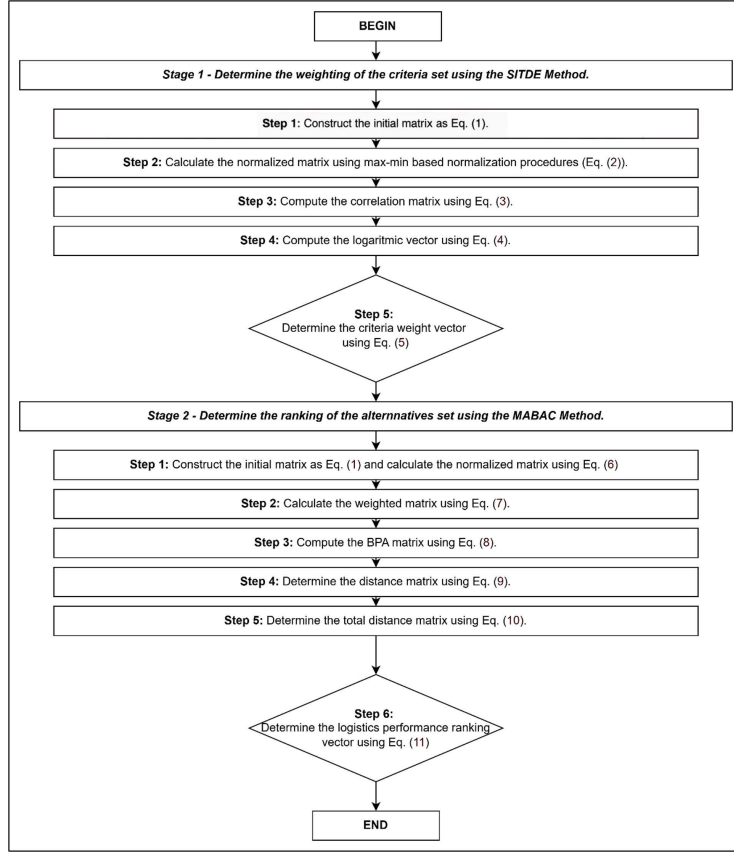 BEGIN
Stage 1 - Determine the weighting of the criteria set using the SITDE Method.
Step 1: Construct the initial matrix as Eq. (1).
Step 2: Calculate the normalized matrix using max-min based normalization procedures (Eq. (2)).
Step 3: Compute the correlation matrix using Eq. (3).
Step 4: Compute the logaritmic vector using Eq. (4).
Step 5:
Determine the criteria weight vector
using Eq. (5)
Stage 2 - Determine the ranking of the alternnatives set using the MABAC Method.
Step 1: Construct the initial matrix as Eq. (1) and calculate the normalized matrix using Eq. (6)
Step 2: Calculate the weighted matrix using Eq. (7).
Step 3: Compute the BPA matrix using Eq. (8).
Step 4: Determine the distance matrix using Eq. (9).
Step 5: Determine the total distance matrix using Eq. (10).
Step 6:
Determine the logistics performance ranking
vector using Eq. (11)
END